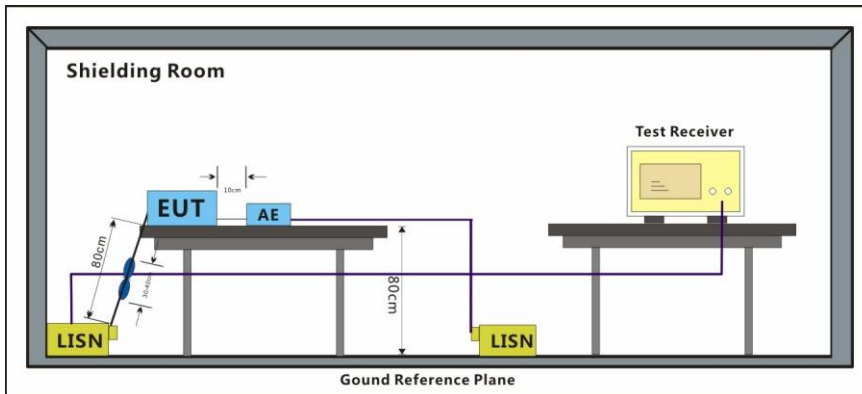 Shielding Room
Test Receiver
10cm
EUT
AE
80cm
30-40cm
80cm
LISN
LISN
Gound Reference Plane